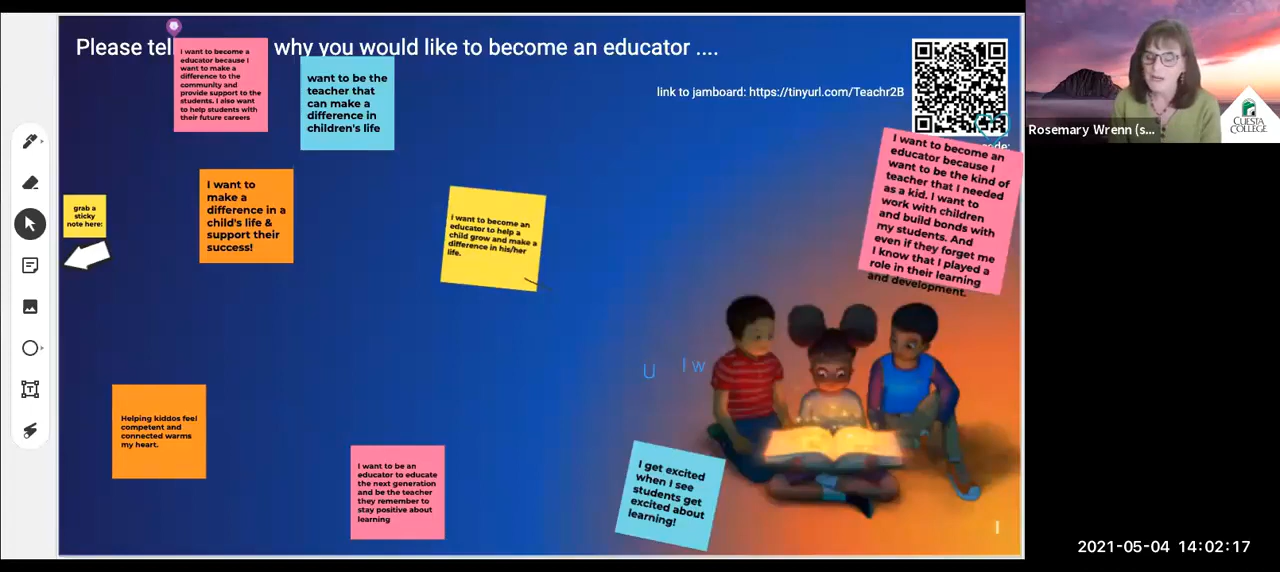 Please tel
why you would like to become an educator ....
I want to become a
educator because I
want to make a
difference to the
community and
provide support to the
students. I also want
to help students with
their future careers
want to be the
teacher that
can make a
difference in
children's life
link to jamboard: https://tinyurl.com/Teachr2B
code:
Rosemary Wrenn (s...
CUESTA
COLLEGE
I want to become an
educator because I
want to be the kind of
teacher that I needed
as a kid. I want to
work with children
and build bonds with
my students. And
even if they forget me
I know that I played a
role in their learning
and development.
I want to
make a
difference in a
child's life &
support their
success!
grab a
sticky
note here:
I want to become an
educator to help a
child grow and make a
difference in his/her
life.
U
I w
Helping kiddos feel
competent and
connected warms
my heart.
I want to be an
educator to educate
the next generation
and be the teacher
they remember to
stay positive about
learning
I get excited
when I see
students get
excited about
learning!
2021-05-04 14:02:17